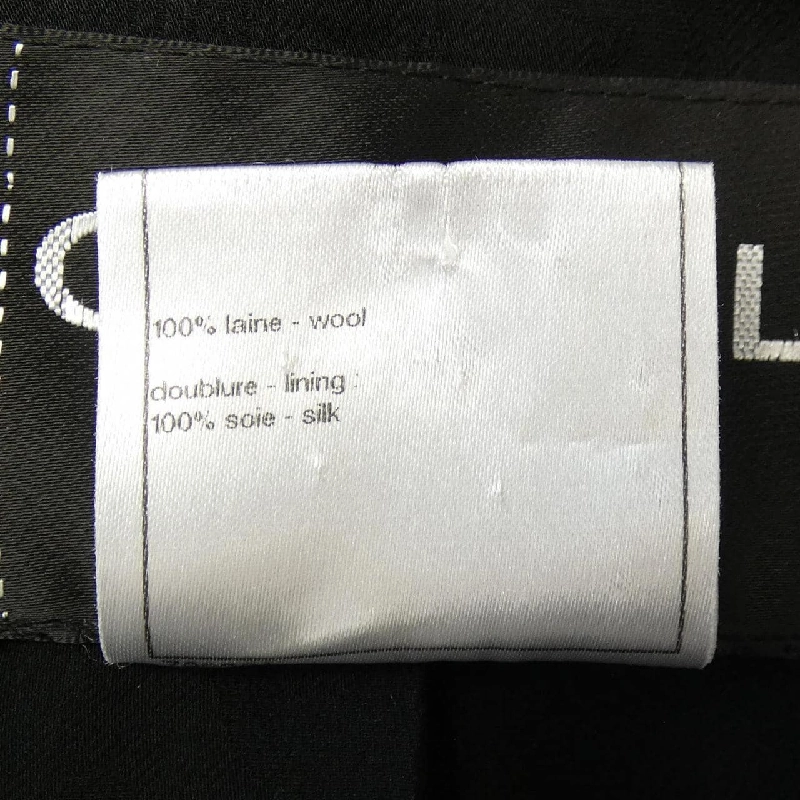 100% laine - wool
doublure - lining :
100% soie - silk
C
L